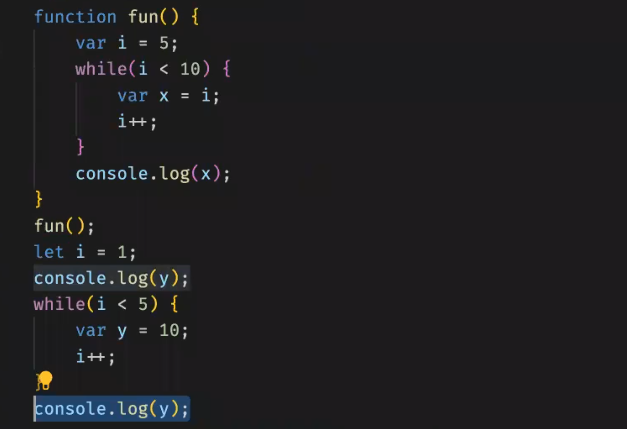 function fun() {
    var i = 5;
    while(i < 10) {
        var x = i;
        i++;
    }
    console.log(x);
}
fun();
let i = 1;
console.log(y);
while(i < 5) {
    var y = 10;
    i++;
}
console.log(y);